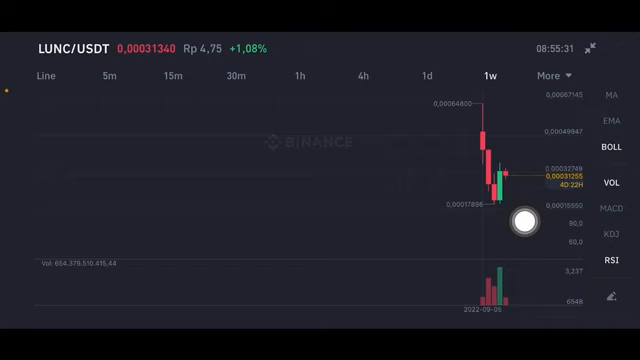 LUNC/USDT 0,00031340 Rp 4,75 +1,08% 08:55:31
Line 5m 15m 30m 1h 4h 1d 1w More
0,00067145 MA
0,00064800
EMA
0,00049947
BINANCE BOLL
0,00032749
0,00031255
4D:22H VOL
0,00017896 0,00015550 MACD
90,0
KDJ
60,0
Vol: 654.379.510.415,44 RSI
3,23T
654B
2022-09-06